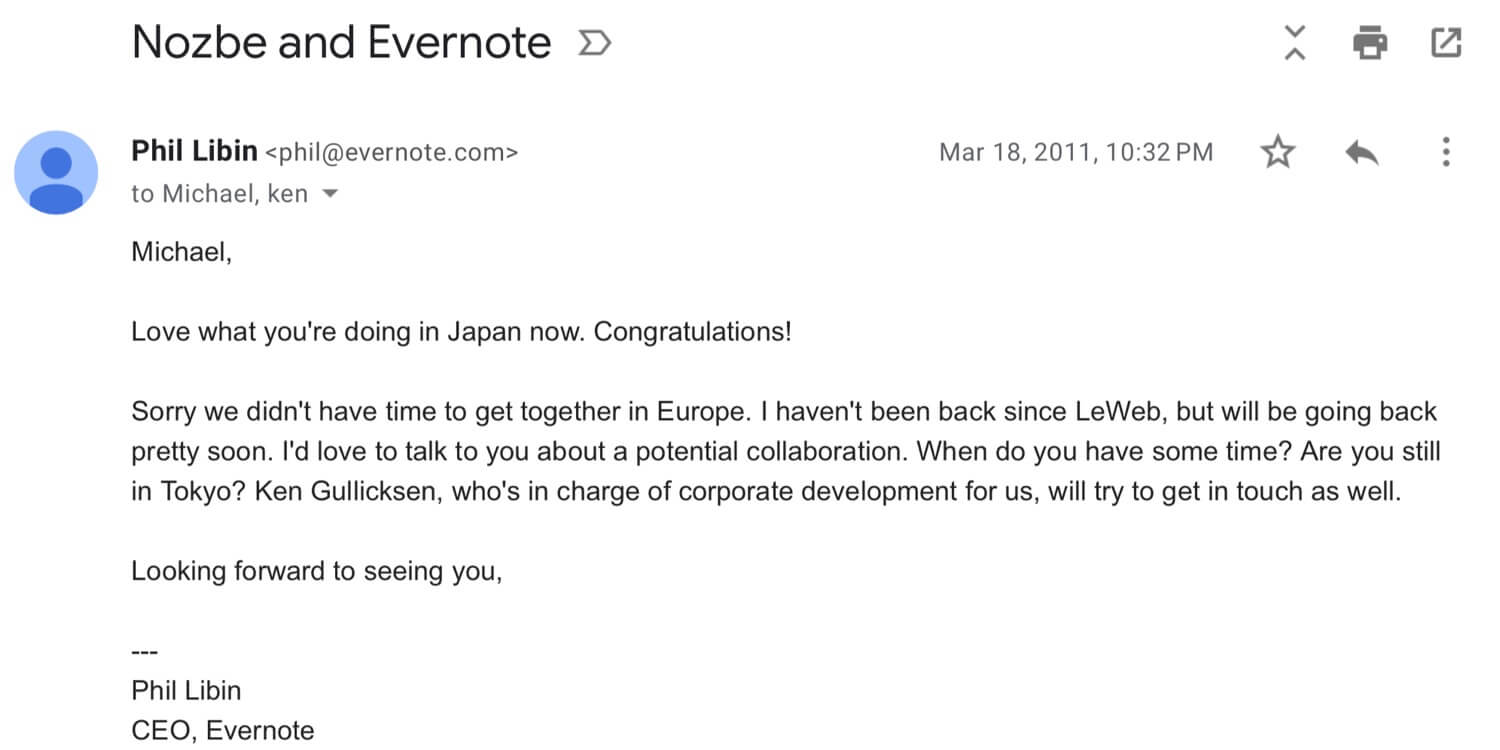 Nozbe and Evernote
Phil Libin <phil@evernote.com>
Mar 18, 2011, 10:32 PM
to Michael, ken
Michael,
Love what you're doing in Japan now. Congratulations!
Sorry we didn't have time to get together in Europe. I haven't been back since LeWeb, but will be going back
pretty soon. I'd love to talk to you about a potential collaboration. When do you have some time? Are you still
in Tokyo? Ken Gullicksen, who's in charge of corporate development for us, will try to get in touch as well.
Looking forward to seeing you,
---
Phil Libin
CEO, Evernote